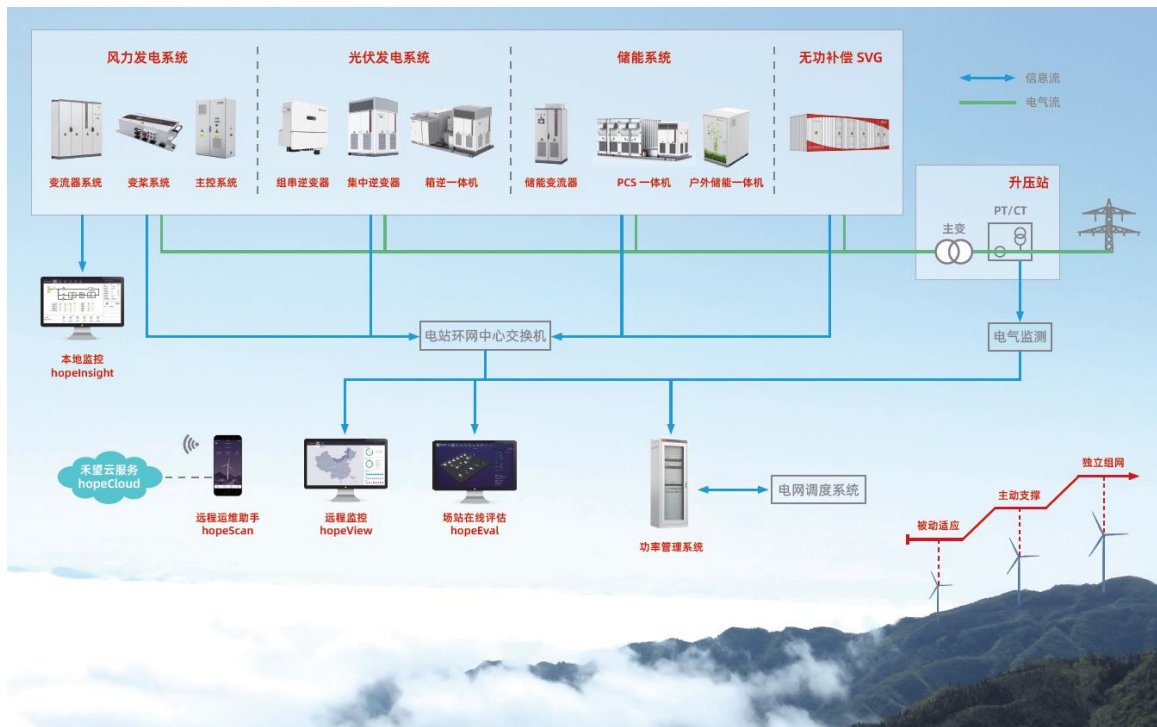 风力发电系统
光伏发电系统
储能系统
无功补偿 SVG
信息流
电气流
变流器系统
变桨系统
主控系统
组串逆变器
集中逆变器
箱逆一体机
储能变流器
PCS 一体机
户外储能一体机
升压站
主变
PT/CT
本地监控
hopeInsight
电站环网中心交换机
电气监测
禾望云服务
hopeCloud
远程运维助手
hopeScan
远程监控
hopeView
场站在线评估
hopeEval
功率管理系统
电网调度系统
独立组网
主动支撑
被动适应